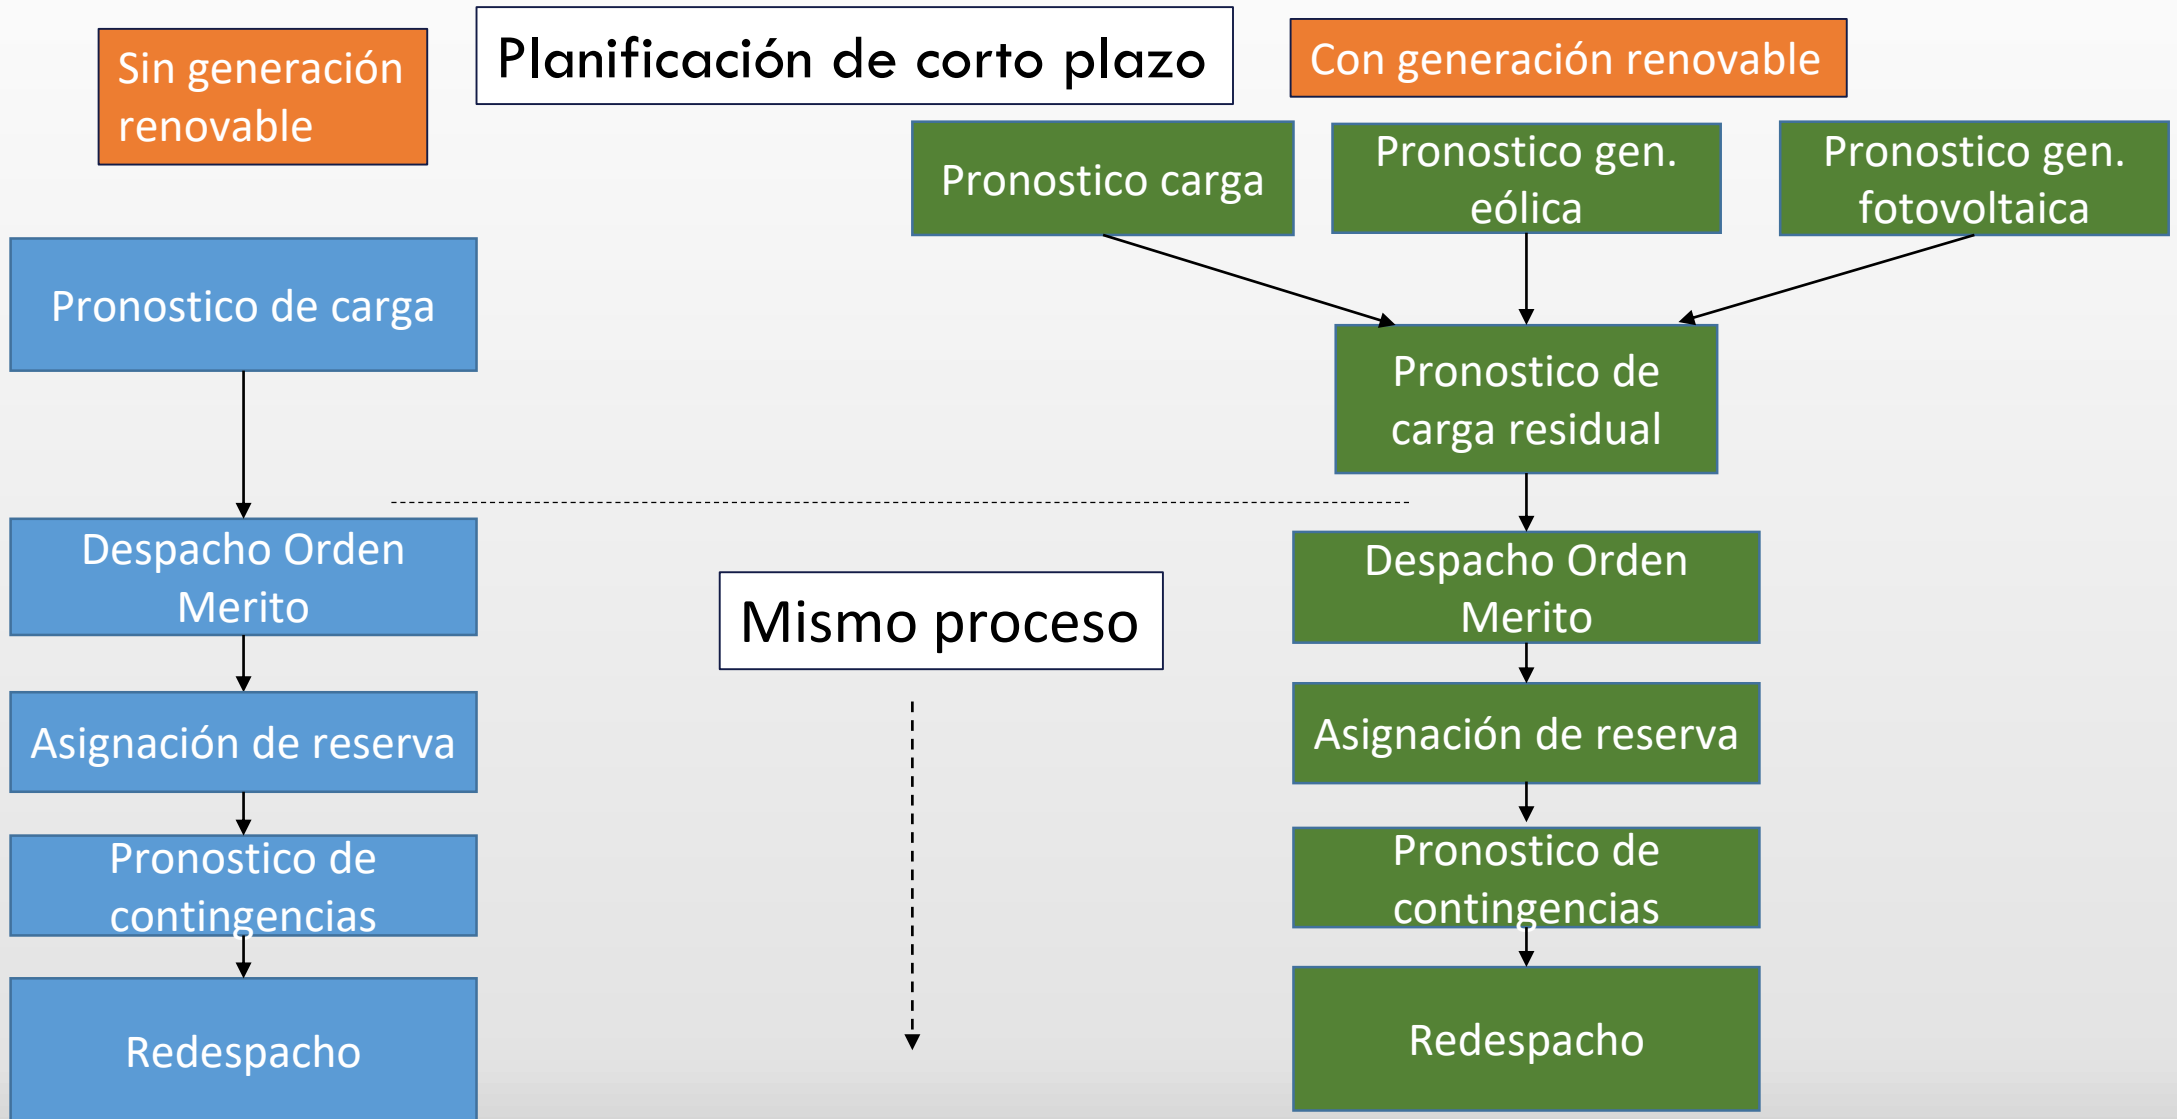 Planificación de corto plazo
Sin generación
renovable
Pronostico de carga
Despacho Orden
Merito
Asignación de reserva
Pronostico de
contingencias
Redespacho
Mismo proceso
Con generación renovable
Pronostico carga
Pronostico gen.
eólica
Pronostico gen.
fotovoltaica
Pronostico de
carga residual
Despacho Orden
Merito
Asignación de reserva
Pronostico de
contingencias
Redespacho